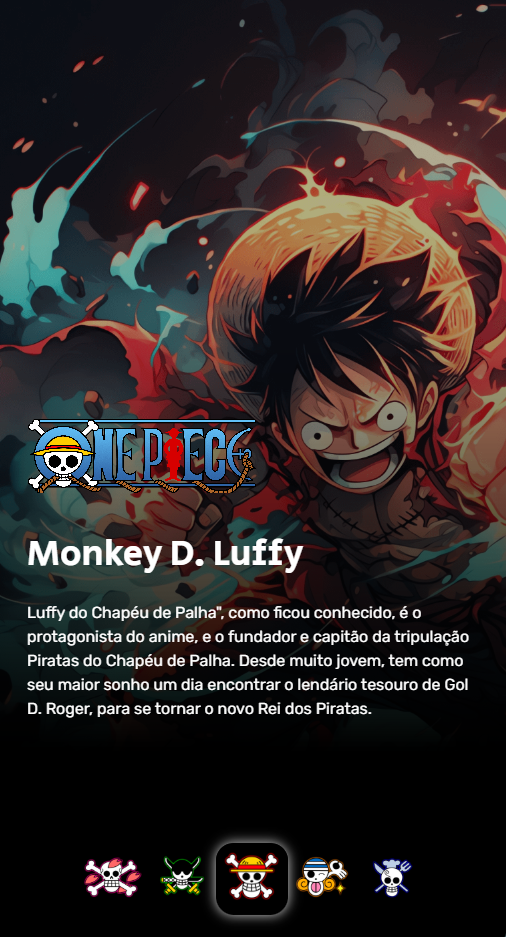 ONE PIECE
Monkey D. Luffy
Luffy do Chapéu de Palha", como ficou conhecido, é o
protagonista do anime, e o fundador e capitão da tripulação
Piratas do Chapéu de Palha. Desde muito jovem, tem como
seu maior sonho um dia encontrar o lendário tesouro de Gol
D. Roger, para se tornar o novo Rei dos Piratas.